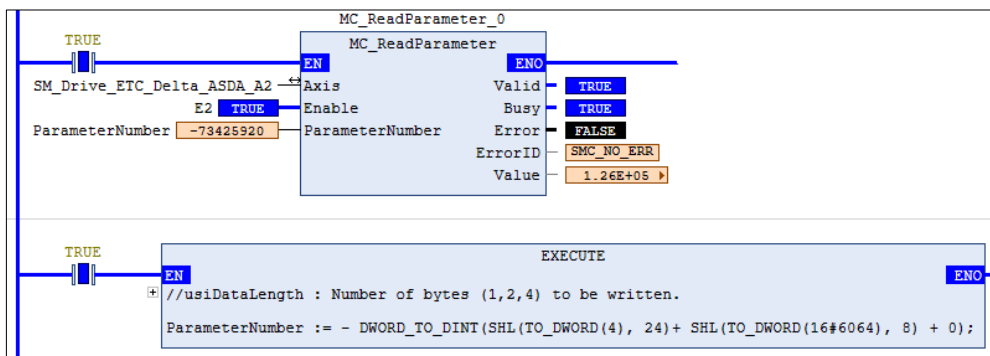 MC_ReadParameter_0
TRUE
MC_ReadParameter
EN ENO
SM_Drive_ETC_Delta_ASDA_A2 Axis Valid TRUE
E2 TRUE Enable Busy TRUE
ParameterNumber -73425920 ParameterNumber Error FALSE
ErrorID SMC_NO_ERR
Value 1.26E+05
TRUE
EXECUTE
EN ENO
//usiDataLength : Number of bytes (1,2,4) to be written.
ParameterNumber := - DWORD_TO_DINT(SHL(TO_DWORD(4), 24)+ SHL(TO_DWORD(16#6064), 8) + 0);